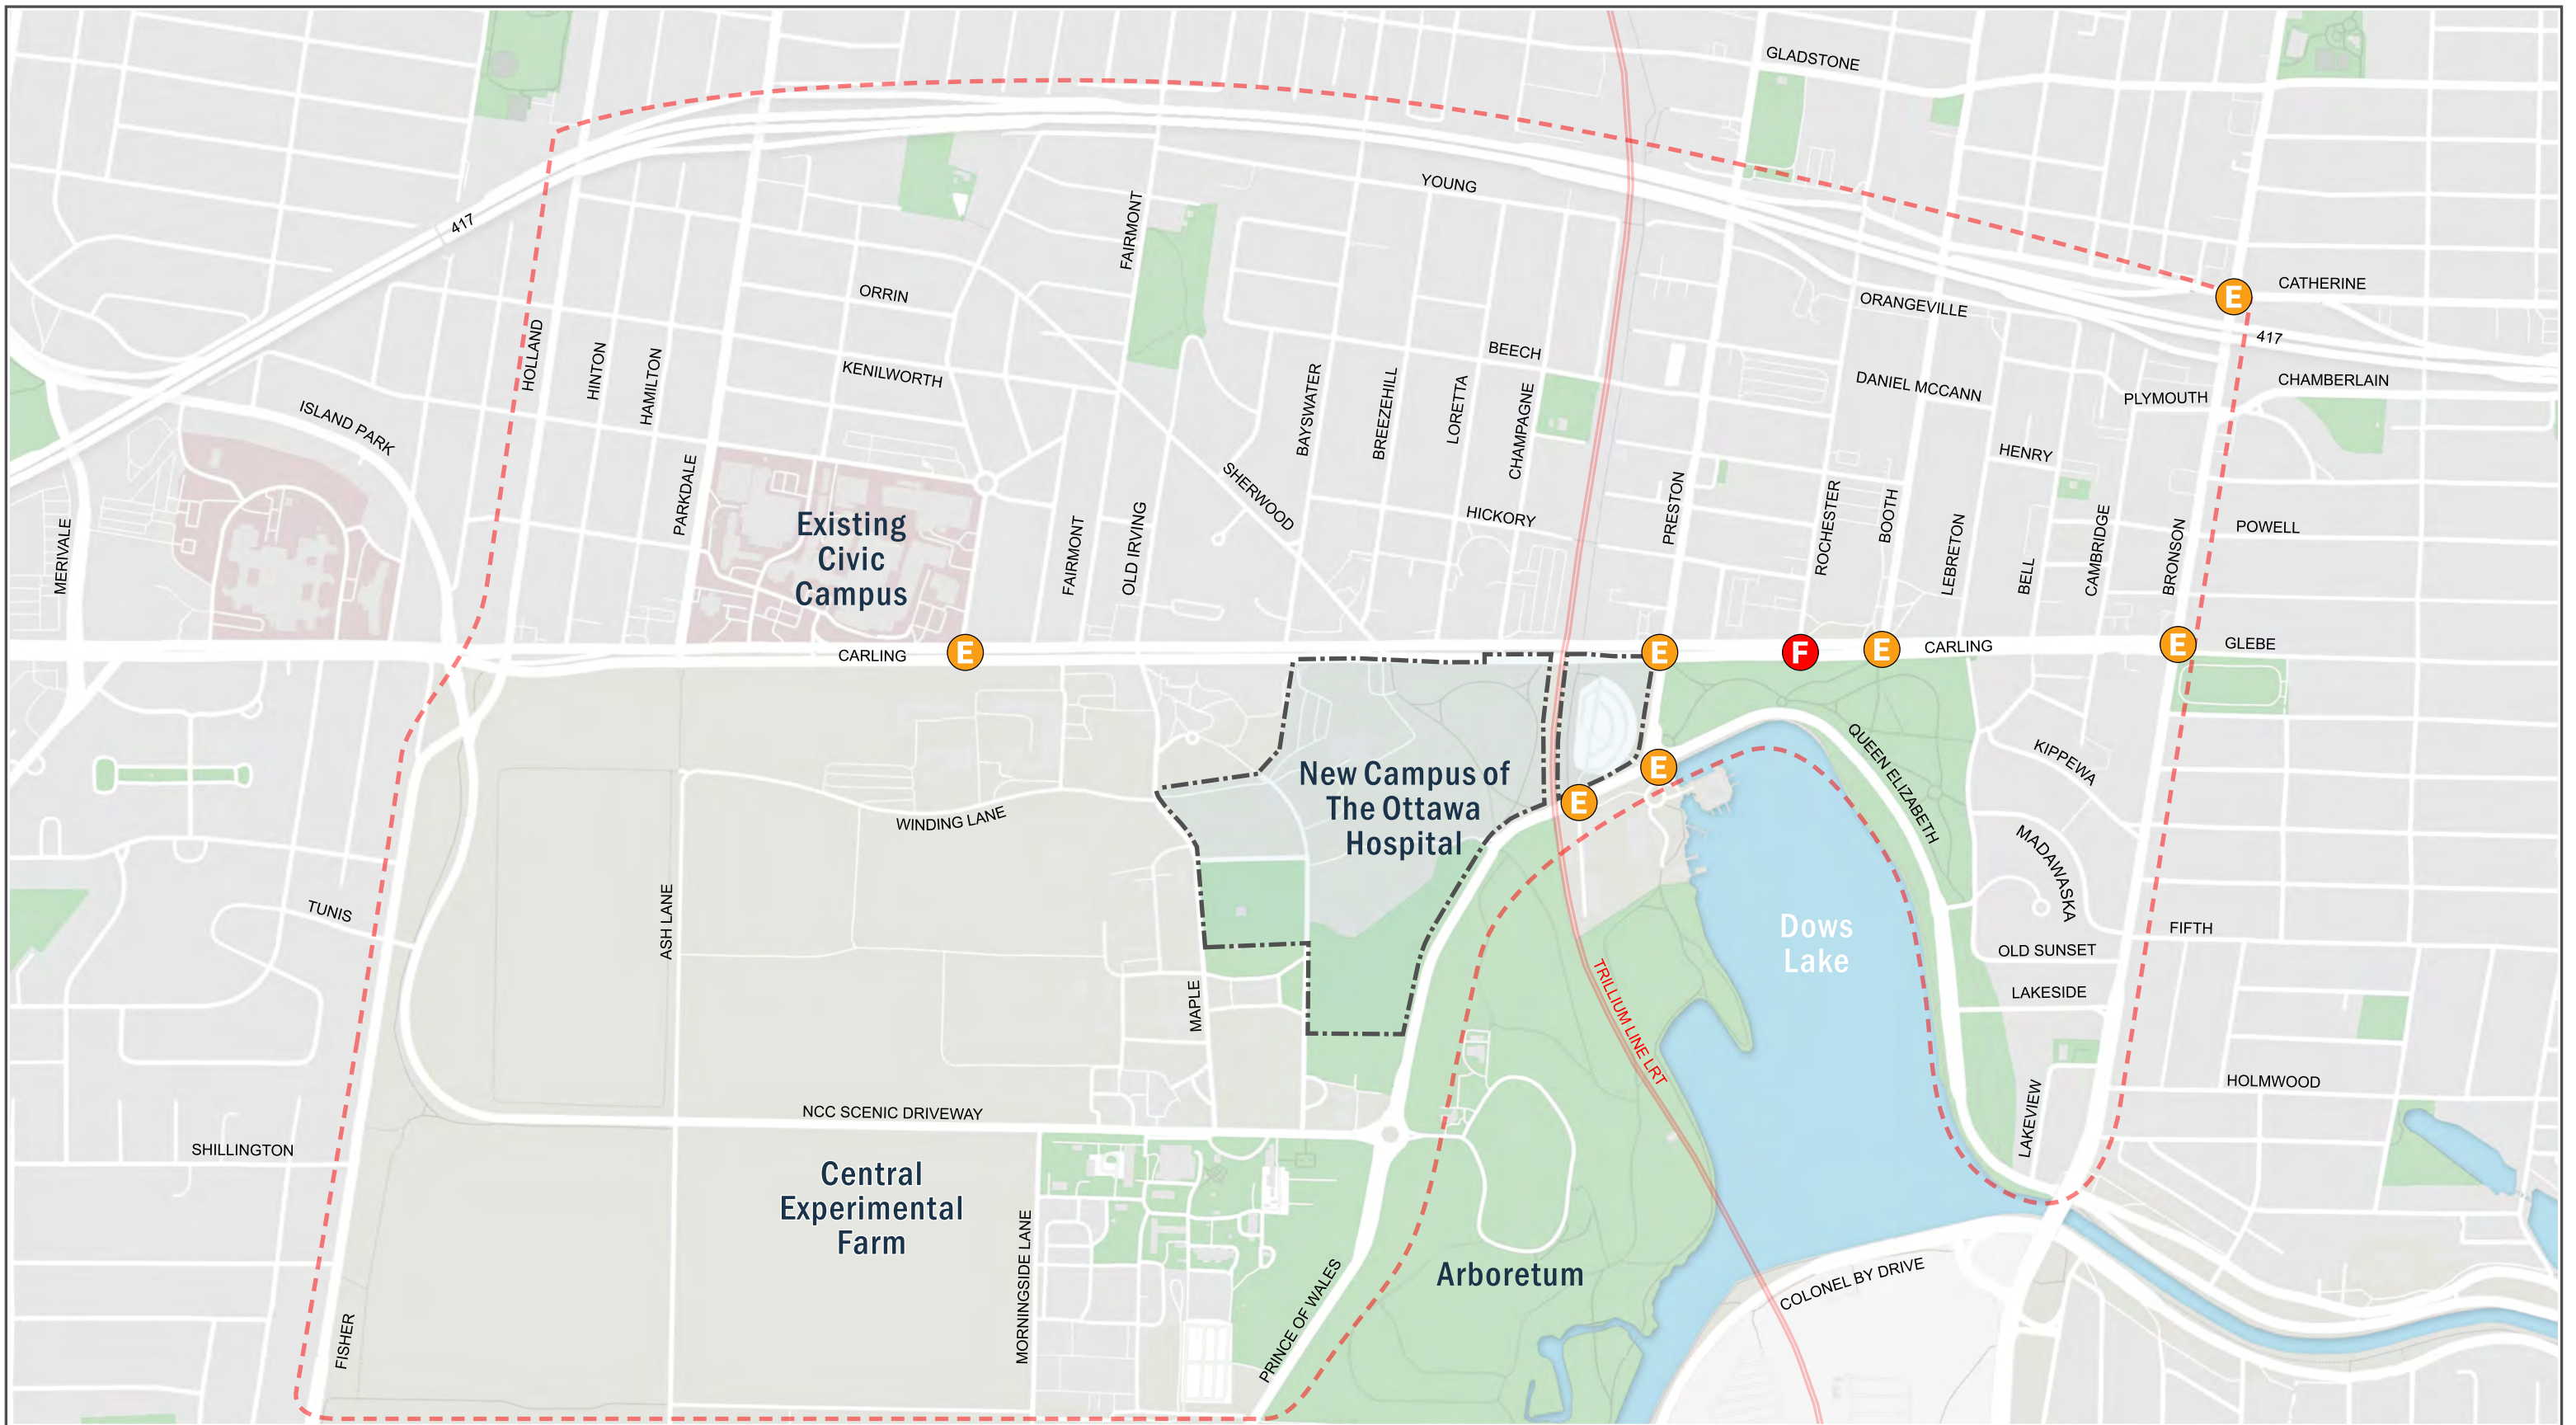 GLADSTONE
YOUNG
417
FAIRMONT
ORRIN
CATHERINE
ORANGEVILLE
E
417
HOLLAND
HINTON
HAMILTON
KENILWORTH
BEECH
BAYSWATER
BREEZEHILL
LORETTA
CHAMPAGNE
DANIEL MCCANN
PLYMOUTH
CHAMBERLAIN
ISLAND PARK
HENRY
PARKDALE
SHERWOOD
HICKORY
PRESTON
ROCHESTER
BOOTH
LEBRETON
BELL
CAMBRIDGE
BRONSON
POWELL
MERIVALE
Existing
Civic
Campus
FAIRMONT
OLD IRVING
CARLING
E
E
F
E
CARLING
E
GLEBE
New Campus of
The Ottawa
Hospital
E
E
QUEEN ELIZABETH
KIPPEWA
WINDING LANE
MADAWASKA
TUNIS
ASH LANE
Dows
Lake
FIFTH
OLD SUNSET
LAKESIDE
MAPLE
TRILLIUM LINE LRT
HOLMWOOD
LAKEVIEW
NCC SCENIC DRIVEWAY
SHILLINGTON
Central
Experimental
Farm
MORNINGSIDE LANE
Arboretum
COLONEL BY DRIVE
PRINCE OF WALES
FISHER